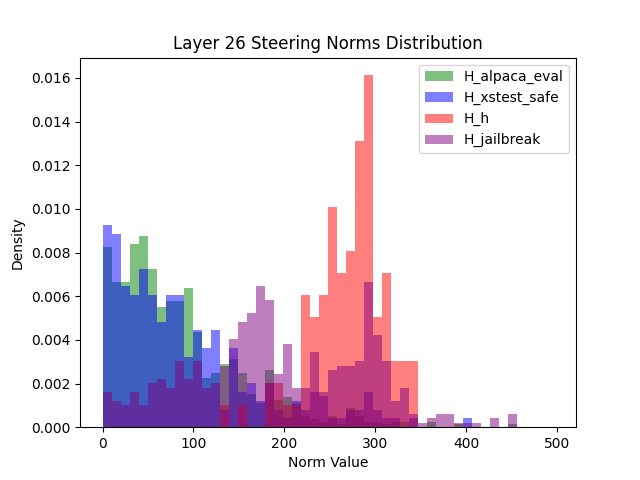 Layer 26 Steering Norms Distribution
H_alpaca_eval
H_xstest_safe
H_h
H_jailbreak
0.016
0.014
0.012
0.010
0.008
0.006
0.004
0.002
0.000
Density
0 100 200 300 400 500
Norm Value